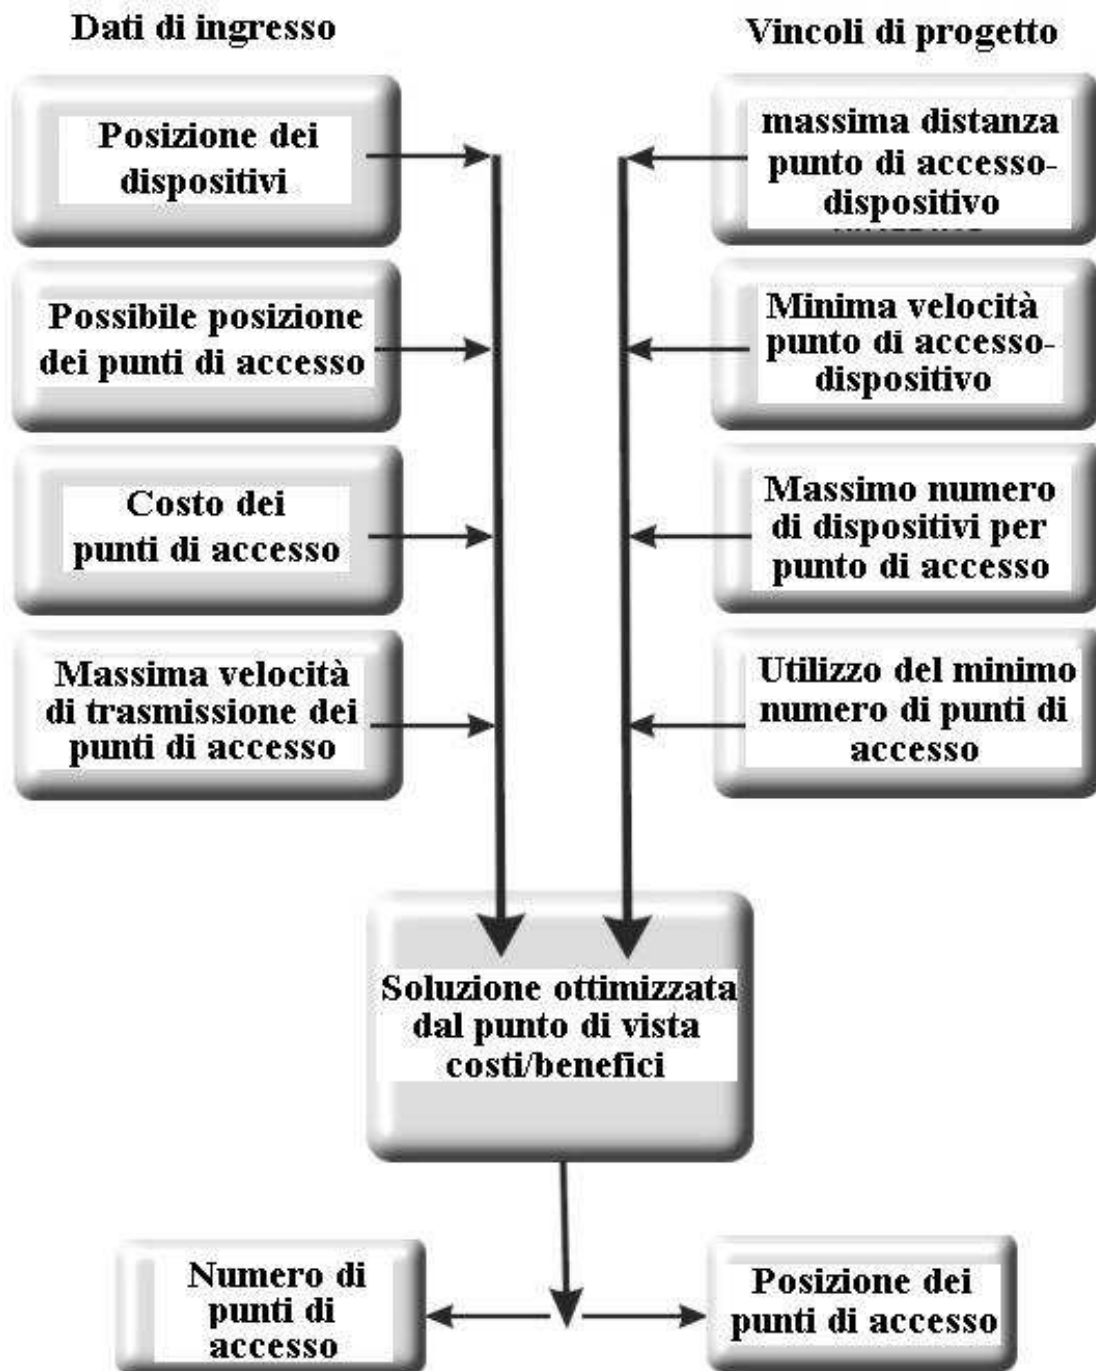 Dati di ingresso
Posizione dei
dispositivi
Possibile posizione
dei punti di accesso
Costo dei
punti di accesso
Massima velocità
di trasmissione dei
punti di accesso
Vincoli di progetto
massima distanza
punto di accesso-
dispositivo
Minima velocità
punto di accesso-
dispositivo
Massimo numero
di dispositivi per
punto di accesso
Utilizzo del minimo
numero di punti di
accesso
Soluzione ottimizzata
dal punto di vista
costi/benefici
Numero di
punti di
accesso
Posizione dei
punti di accesso